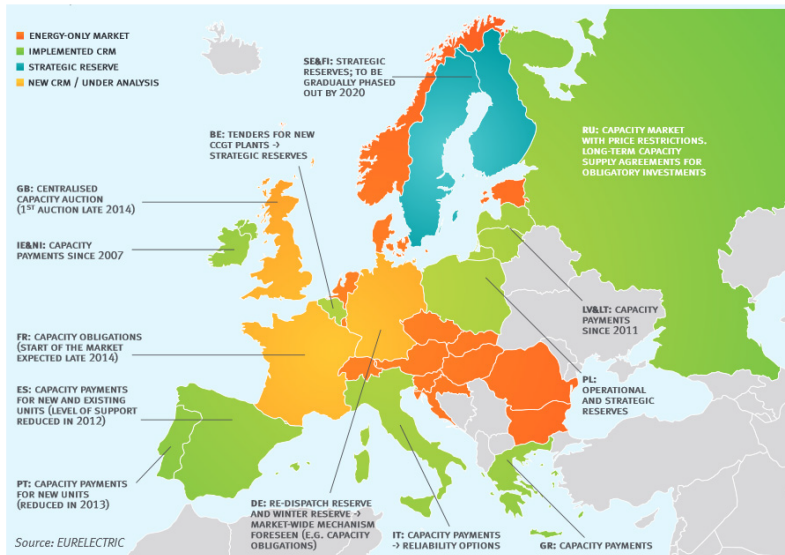 ENERGY-ONLY MARKET
IMPLEMENTED CRM
STRATEGIC RESERVE
NEW CRM / UNDER ANALYSIS
SE&FI: STRATEGIC
RESERVES; TO BE
GRADUALLY PHASED
OUT BY 2020
BE: TENDERS FOR NEW
CCGT PLANTS →
STRATEGIC RESERVES
RU: CAPACITY MARKET
WITH PRICE RESTRICTIONS.
LONG-TERM CAPACITY
SUPPLY AGREEMENTS FOR
OBLIGATORY INVESTMENTS
GB: CENTRALISED
CAPACITY AUCTION
(1ST AUCTION LATE 2014)
IE&NI: CAPACITY
PAYMENTS SINCE 2007
LV&LT: CAPACITY
PAYMENTS
SINCE 2011
FR: CAPACITY OBLIGATIONS
(START OF THE MARKET
EXPECTED LATE 2014)
PL:
OPERATIONAL
AND STRATEGIC
RESERVES
ES: CAPACITY PAYMENTS
FOR NEW AND EXISTING
UNITS (LEVEL OF SUPPORT
REDUCED IN 2012)
PT: CAPACITY PAYMENTS
FOR NEW UNITS
(REDUCED IN 2013)
DE: RE-DISPATCH RESERVE
AND WINTER RESERVE →
MARKET-WIDE MECHANISM
FORESEEN (E.G. CAPACITY
OBLIGATIONS)
IT: CAPACITY PAYMENTS
→ RELIABILITY OPTIONS
GR: CAPACITY PAYMENTS
Source: EURELECTRIC